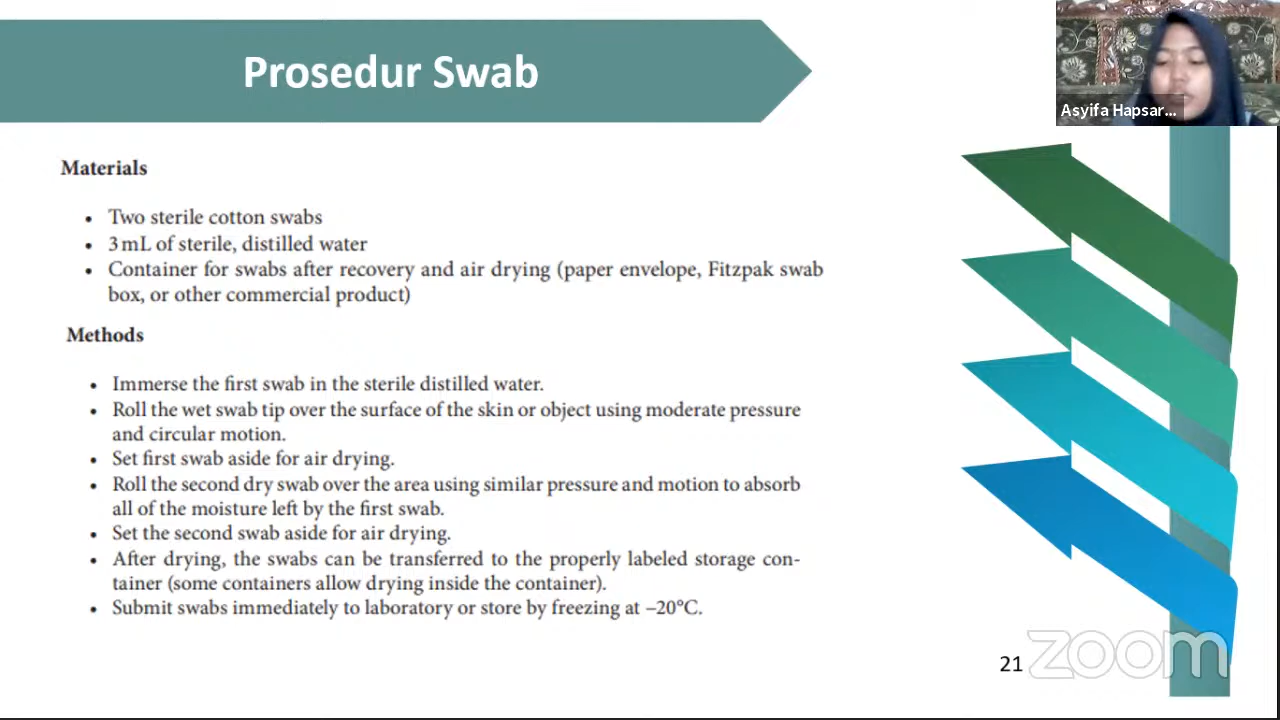 Prosedur Swab
Asyifa Hapsar...
Materials
• Two sterile cotton swabs
• 3 mL of sterile, distilled water
• Container for swabs after recovery and air drying (paper envelope, Fitzpak swab
box, or other commercial product)
Methods
• Immerse the first swab in the sterile distilled water.
• Roll the wet swab tip over the surface of the skin or object using moderate pressure
and circular motion.
• Set first swab aside for air drying.
• Roll the second dry swab over the area using similar pressure and motion to absorb
all of the moisture left by the first swab.
• Set the second swab aside for air drying.
• After drying, the swabs can be transferred to the properly labeled storage con-
tainer (some containers allow drying inside the container).
• Submit swabs immediately to laboratory or store by freezing at −20°C.
21
zoom